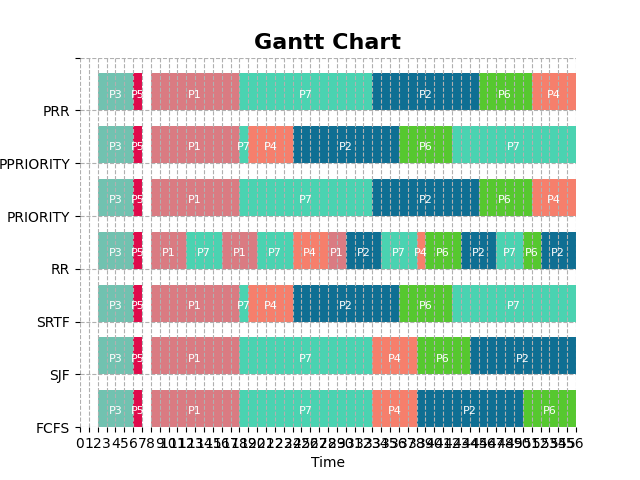 Gantt Chart
P3 P5 P1 P7 P2 P6 P4
PRR
P3 P5 P1 P7 P4 P2 P6 P7
PPRIORITY
P3 P5 P1 P7 P2 P6 P4
PRIORITY
P3 P5 P1 P7 P1 P7 P4 P1 P2 P7 P4 P6 P2 P7 P6 P2
RR
P3 P5 P1 P7 P4 P2 P6 P7
SRTF
P3 P5 P1 P7 P4 P6 P2
SJF
P3 P5 P1 P7 P4 P2 P6
FCFS
0 1 2 3 4 5 6 7 8 9 10 11 12 13 14 15 16 17 18 19 20 21 22 23 24 25 26 27 28 29 30 31 32 33 34 35 36 37 38 39 40 41 42 43 44 45 46 47 48 49 50 51 52 53 54 55 56
Time